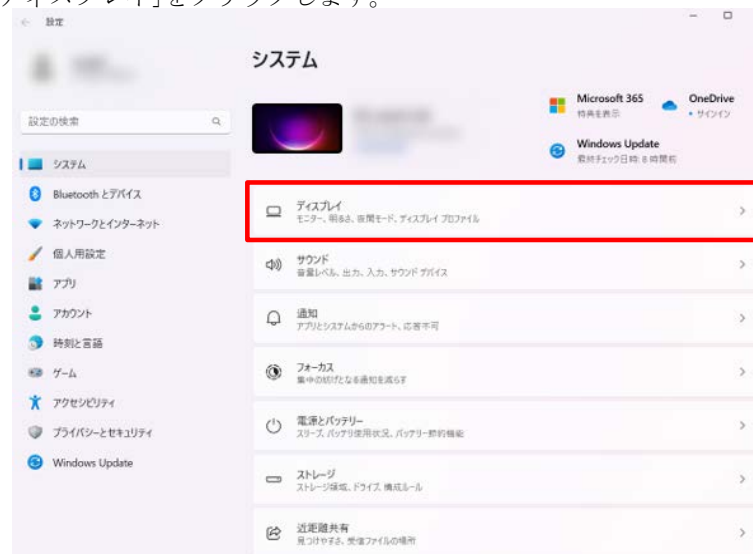 ディスプレイ」をクリックします。
設定
システム
設定の検索
Microsoft 365
特典を表示
OneDrive
• サインイン
Windows Update
最終チェック日時: 8 時間前
システム
Bluetooth とデバイス
ネットワークとインターネット
個人用設定
アプリ
アカウント
時刻と言語
ゲーム
アクセシビリティ
プライバシーとセキュリティ
Windows Update
ディスプレイ
モニター、明るさ、夜間モード、ディスプレイ プロファイル
サウンド
音量レベル、出力、入力、サウンド デバイス
通知
アプリとシステムからのアラート、応答不可
フォーカス
集中の妨げとなる通知を減らす
電源とバッテリー
スリープ、バッテリ使用状況、バッテリー節約機能
ストレージ
ストレージ領域、ドライブ、構成ルール
近距離共有
見つけやすさ、受信ファイルの場所